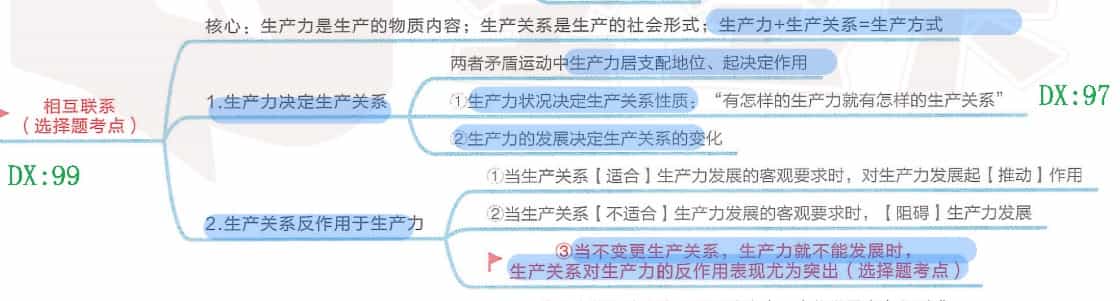 核心：生产力是生产的物质内容；生产关系是生产的社会形式；生产力+生产关系=生产方式
相互联系
（选择题考点）
DX:99
1.生产力决定生产关系
两者矛盾运动中生产力居支配地位、起决定作用
①生产力状况决定生产关系性质：“有怎样的生产力就有怎样的生产关系”
DX:97
②生产力的发展决定生产关系的变化
2.生产关系反作用于生产力
①当生产关系【适合】生产力发展的客观要求时，对生产力发展起【推动】作用
②当生产关系【不适合】生产力发展的客观要求时，【阻碍】生产力发展
③当不变更生产关系，生产力就不能发展时，
生产关系对生产力的反作用表现尤为突出（选择题考点）